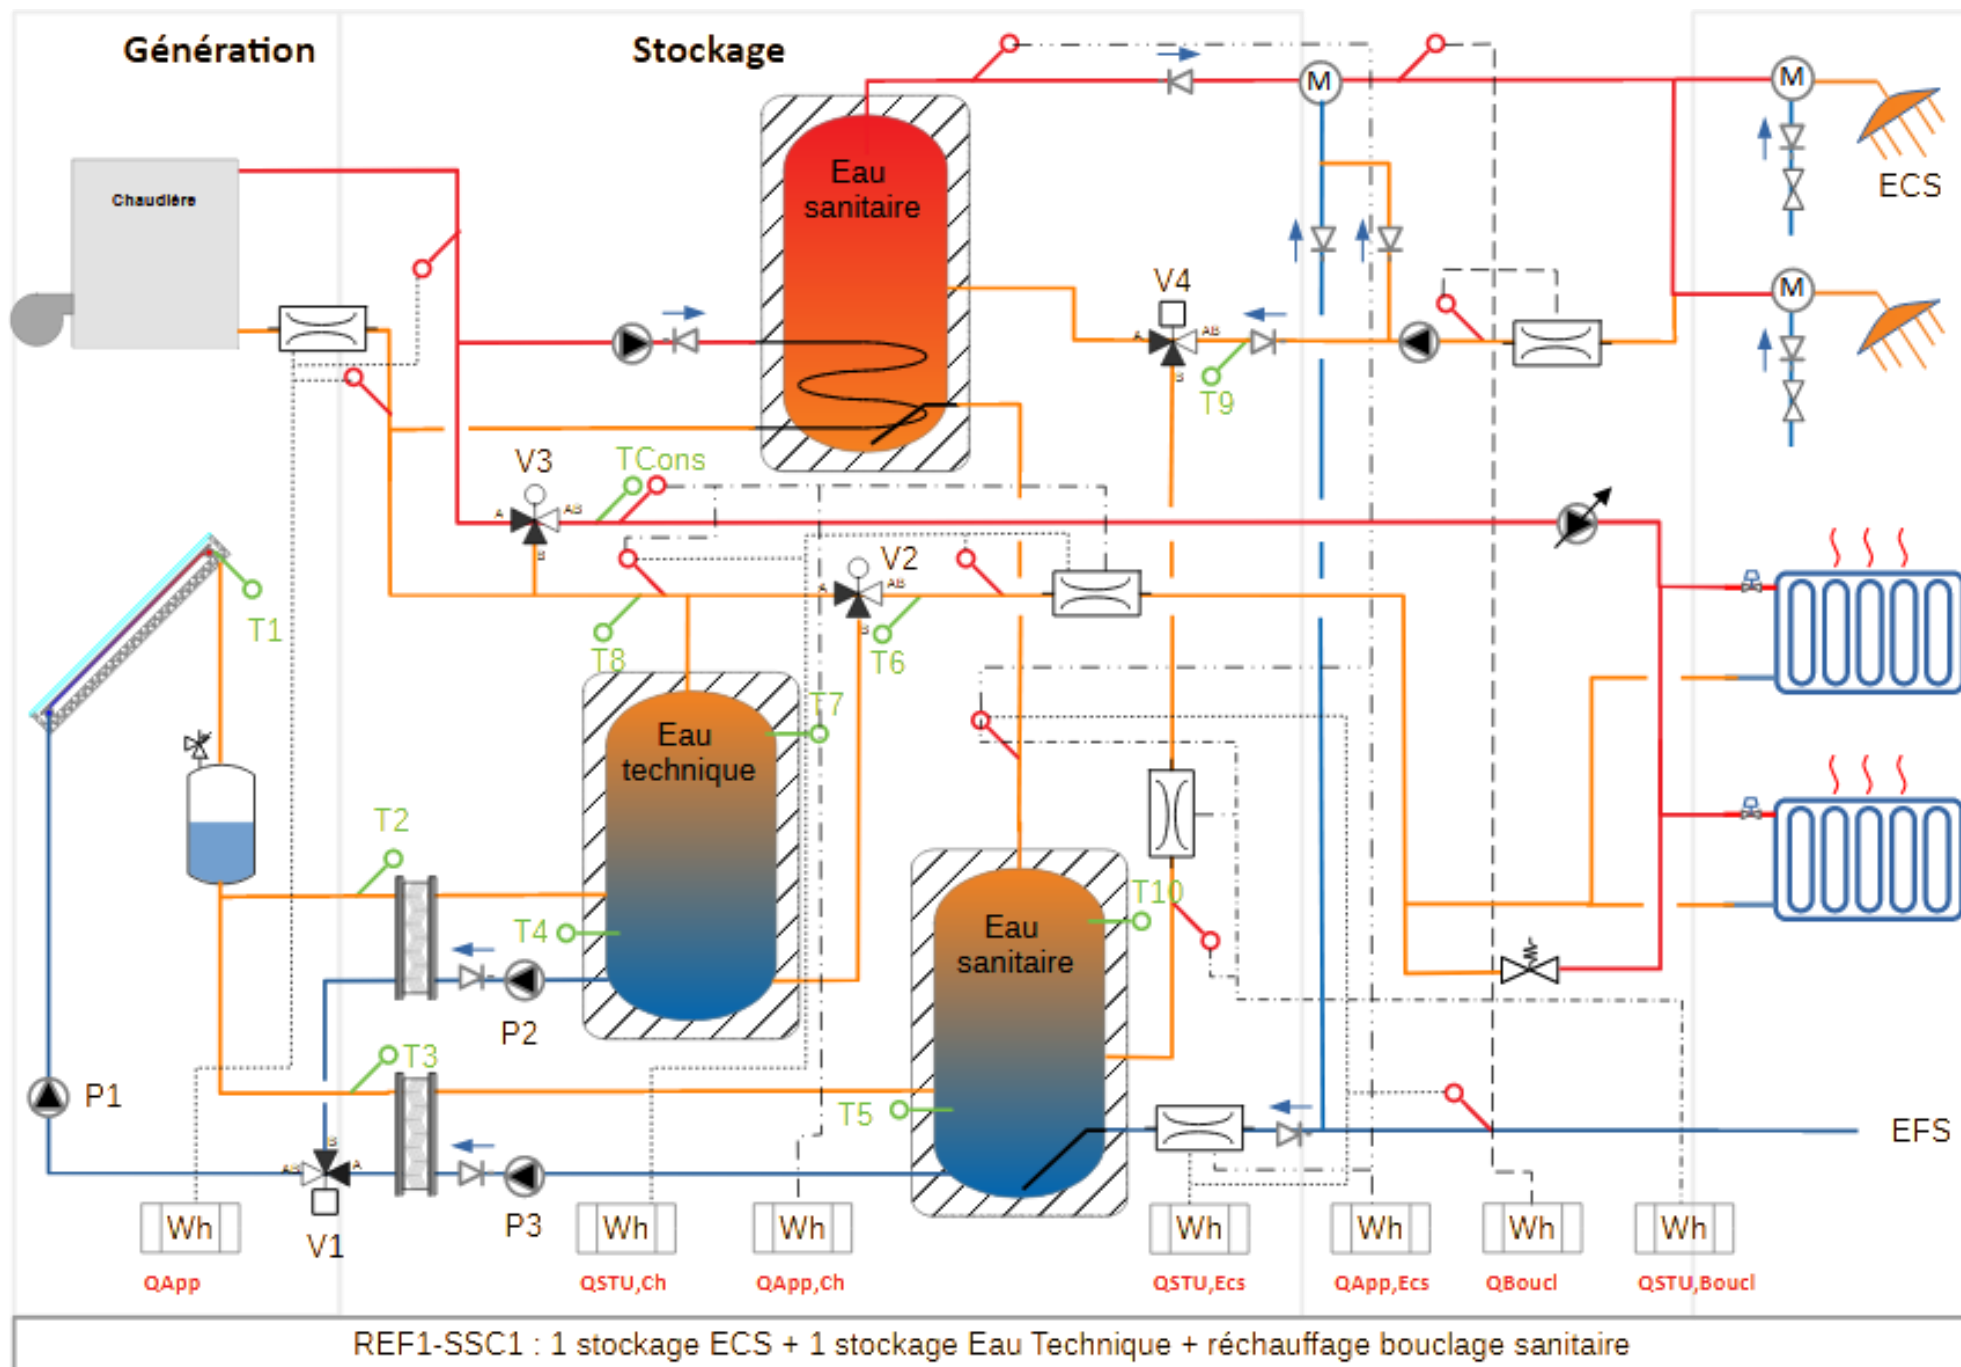 Génération
Stockage
M
M
Chaudière
Eau
sanitaire
ECS
V4
M
A
AB
B
T9
V3
TCons
A
AB
B
V2
A
AB
B
T1
T8
T6
T7
Eau
technique
T2
T4
T10
Eau
sanitaire
P2
T3
P1
T5
EFS
B
AB
A
V1
P3
Wh
Wh
Wh
Wh
Wh
Wh
Wh
QApp
QSTU,Ch
QApp,Ch
QSTU,Ecs
QApp,Ecs
QBoucl
QSTU,Boucl
REF1-SSC1 : 1 stockage ECS + 1 stockage Eau Technique + réchauffage bouclage sanitaire